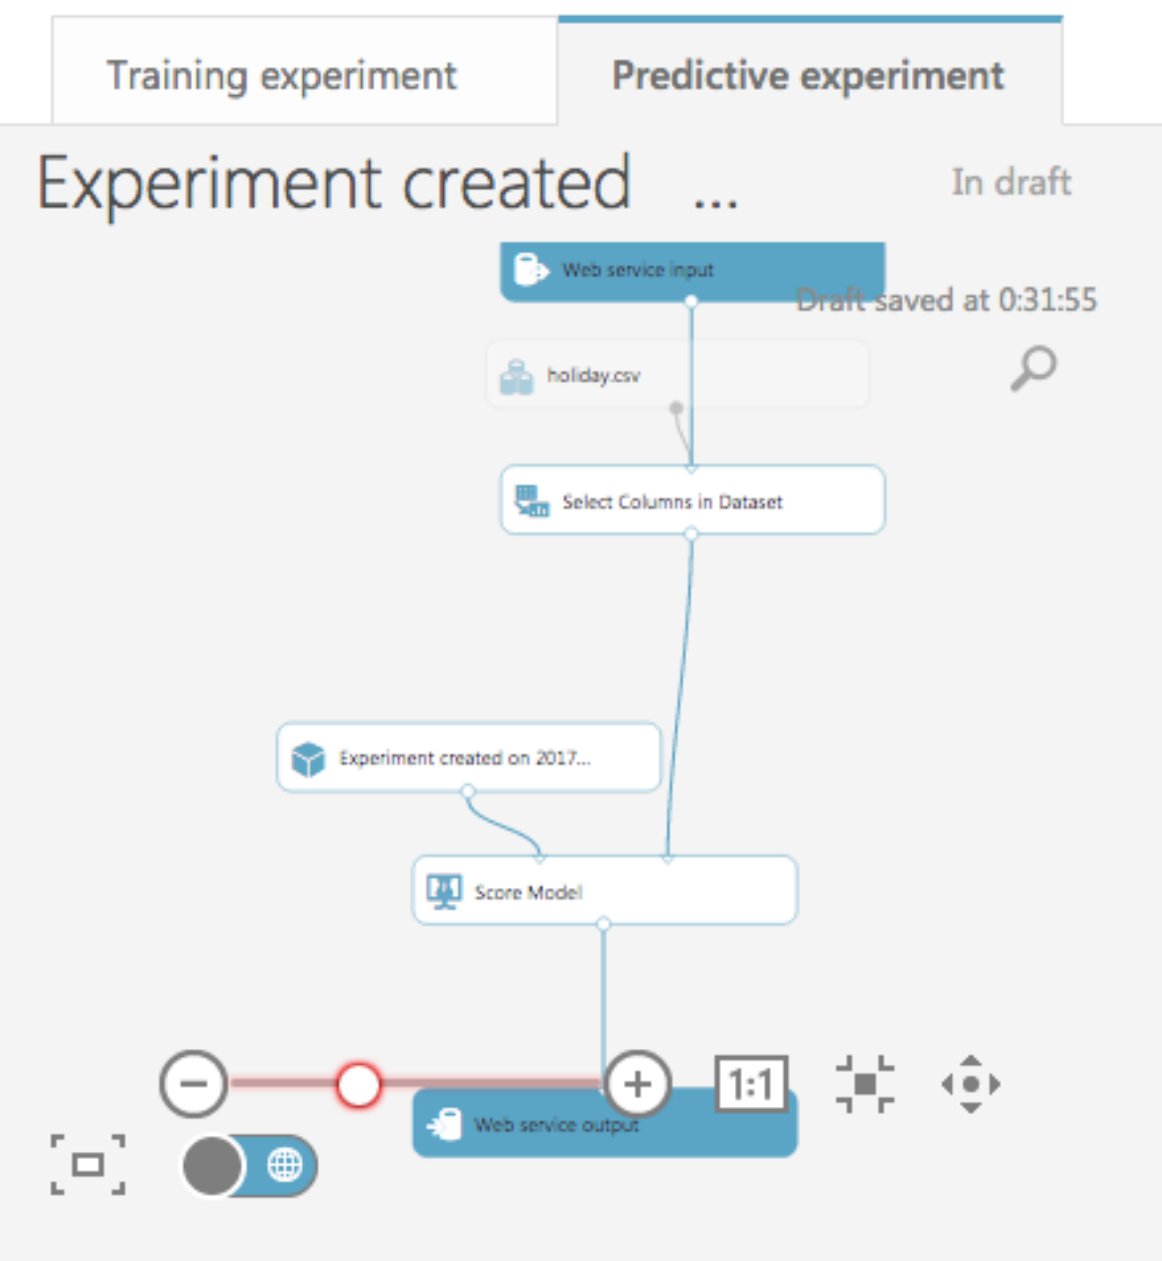 Training experiment
Predictive experiment
Experiment created ...
In draft
Web service input
Draft saved at 0:31:55
holiday.csv
Select Columns in Dataset
Experiment created on 2017...
Score Model
1:1
Web service output